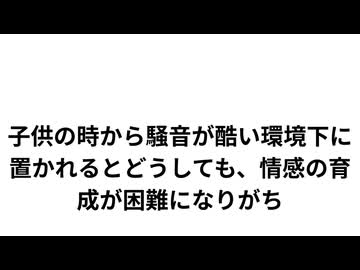 子供の時から騒音が酷い環境下に
置かれるとどうしても、情感の育
成が困難になりがち